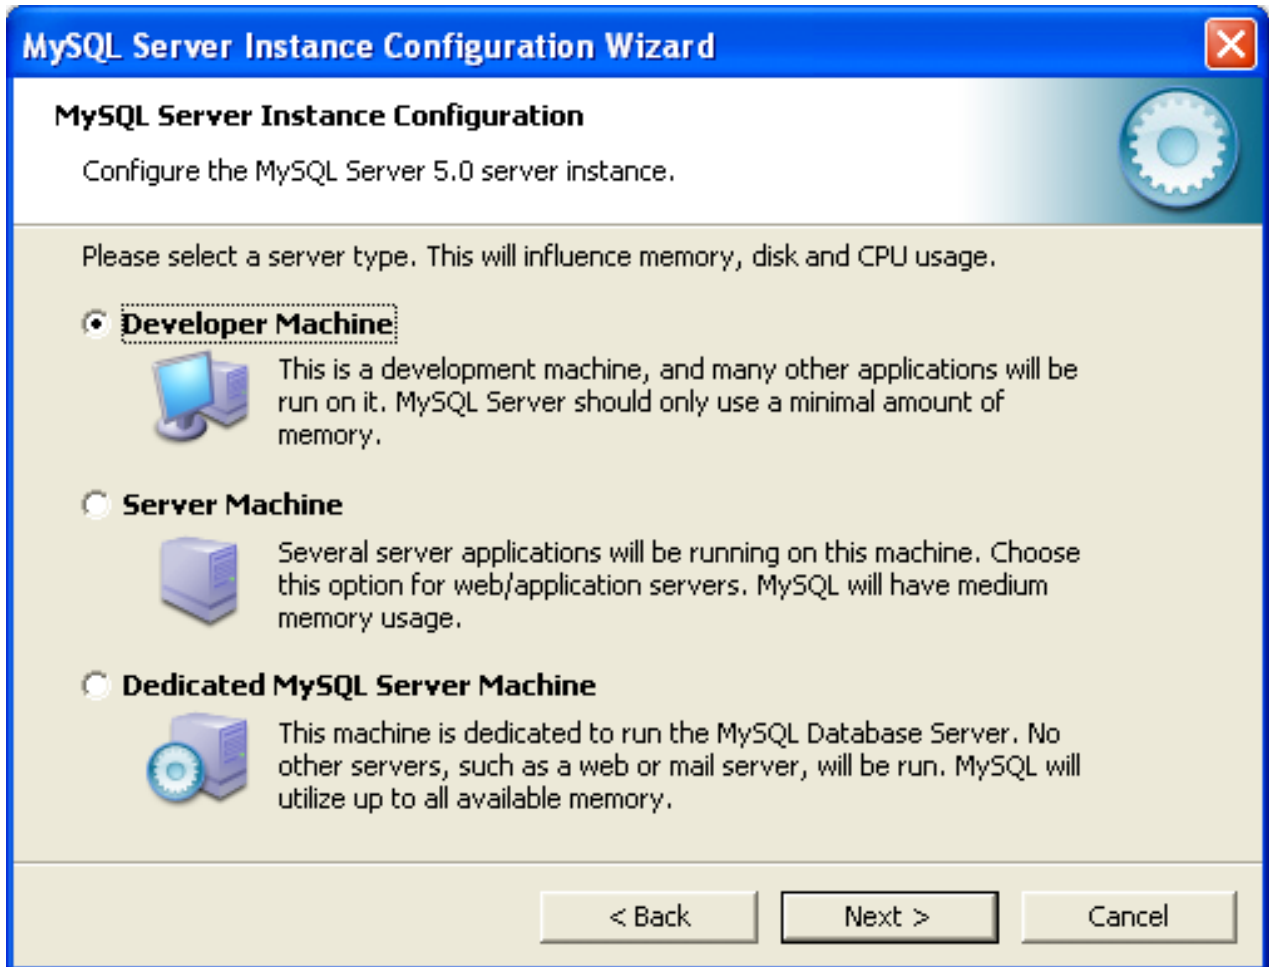 MySQL Server Instance Configuration Wizard
MySQL Server Instance Configuration
Configure the MySQL Server 5.0 server instance.
Please select a server type. This will influence memory, disk and CPU usage.
Developer Machine
This is a development machine, and many other applications will be
run on it. MySQL Server should only use a minimal amount of
memory.
Server Machine
Several server applications will be running on this machine. Choose
this option for web/application servers. MySQL will have medium
memory usage.
Dedicated MySQL Server Machine
This machine is dedicated to run the MySQL Database Server. No
other servers, such as a web or mail server, will be run. MySQL will
utilize up to all available memory.
< Back
Next >
Cancel